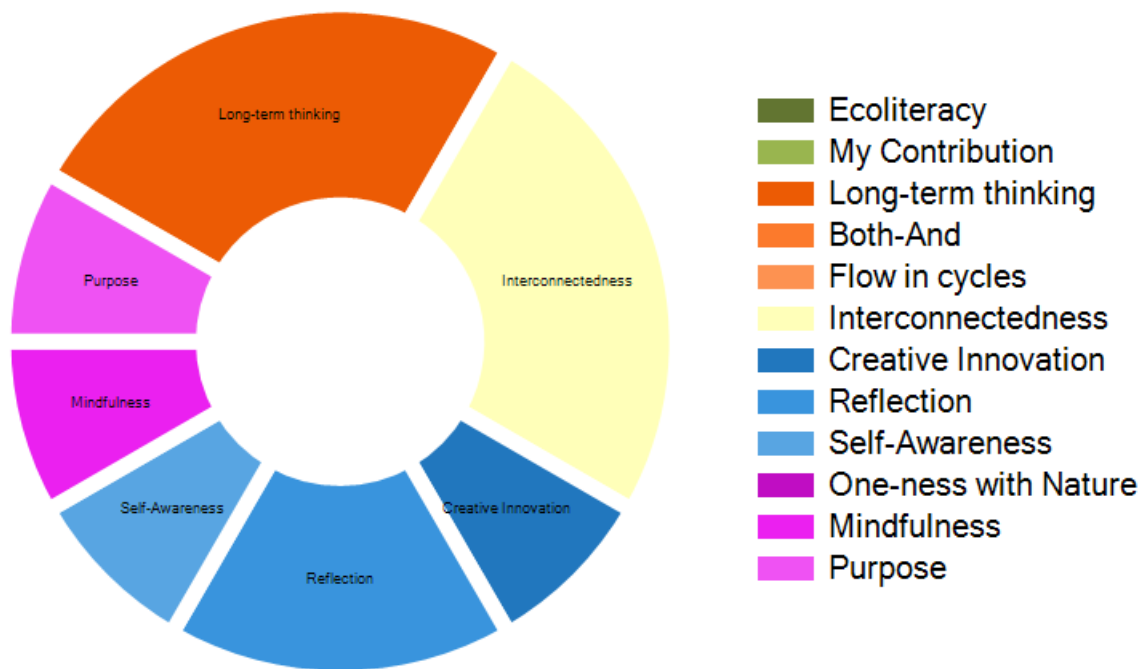 Long-term thinking
Interconnectedness
Purpose
Mindfulness
Self-Awareness
Creative Innovation
Reflection
Ecoliteracy
My Contribution
Long-term thinking
Both-And
Flow in cycles
Interconnectedness
Creative Innovation
Reflection
Self-Awareness
One-ness with Nature
Mindfulness
Purpose